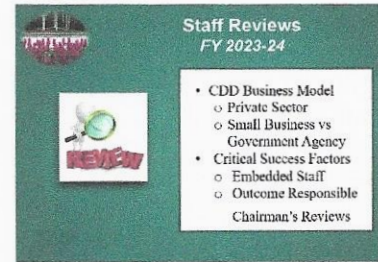 Staff Reviews
FY 2023-24
REVIEW
• CDD Business Model
o Private Sector
o Small Business vs
Government Agency
• Critical Success Factors
o Embedded Staff
o Outcome Responsible
Chairman's Reviews